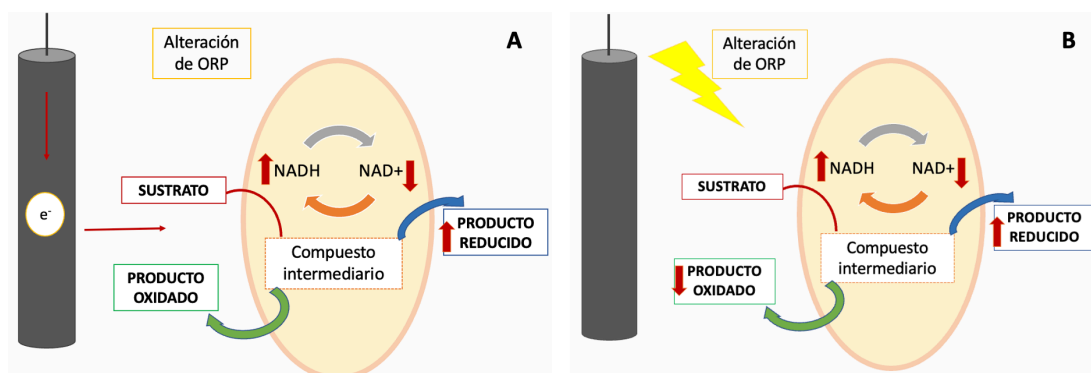 A
Alteración
de ORP
NADH
NAD+
SUSTRATO
e-
PRODUCTO
REDUCIDO
Compuesto
intermediario
PRODUCTO
OXIDADO
B
Alteración
de ORP
NADH
NAD+
SUSTRATO
PRODUCTO
REDUCIDO
Compuesto
intermediario
PRODUCTO
OXIDADO